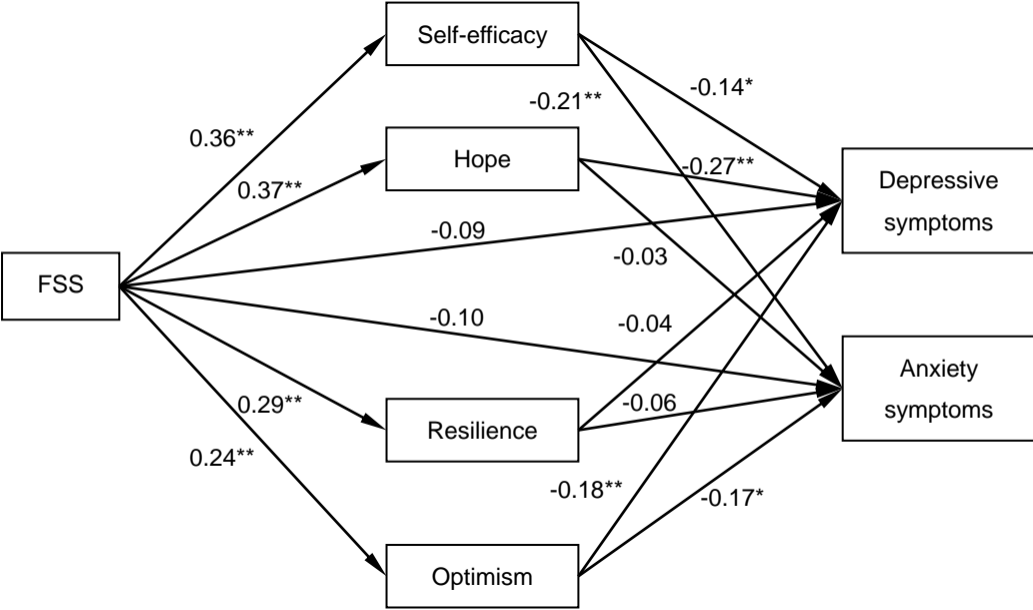 Self-efficacy
-0.14*
-0.21**
0.36**
Hope
-0.27**
0.37**
Depressive
symptoms
-0.09
-0.03
FSS
-0.10
-0.04
Anxiety
symptoms
0.29**
-0.06
Resilience
0.24**
-0.18**
-0.17*
Optimism